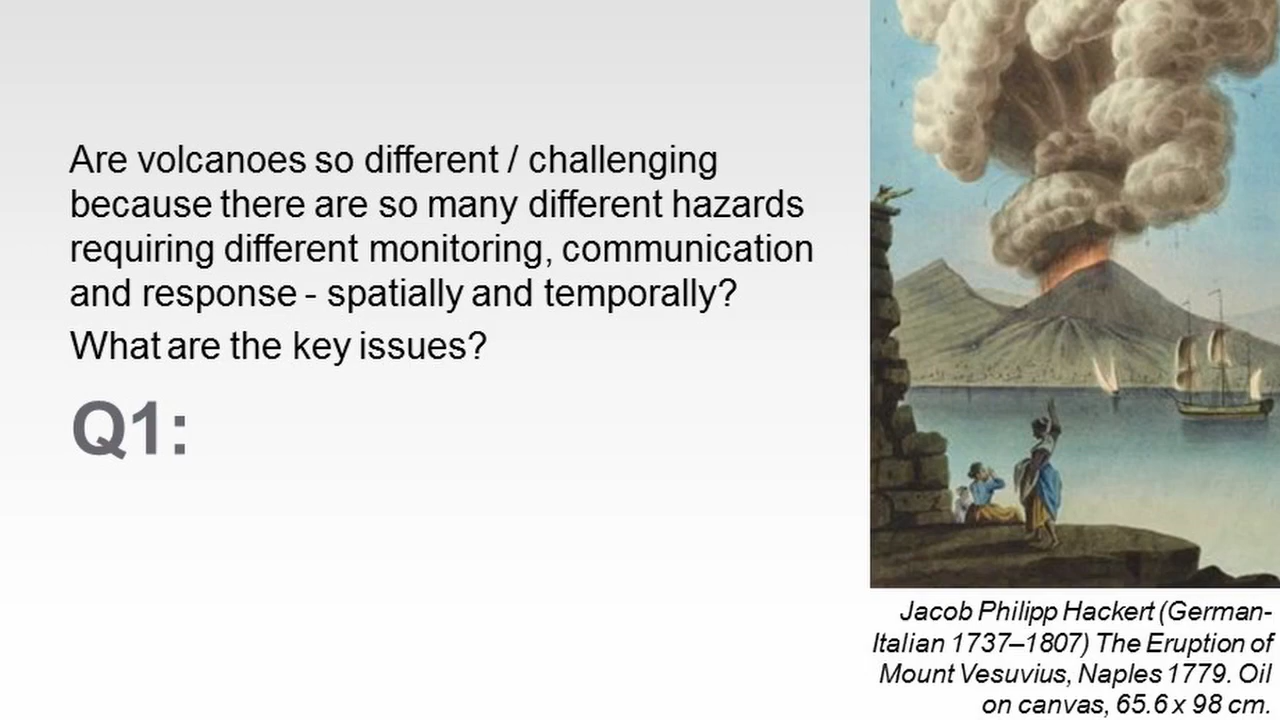 Are volcanoes so different / challenging
because there are so many different hazards
requiring different monitoring, communication
and response - spatially and temporally?
What are the key issues?
Q1:
Jacob Philipp Hackert (German-
Italian 1737–1807) The Eruption of
Mount Vesuvius, Naples 1779. Oil
on canvas, 65.6 x 98 cm.